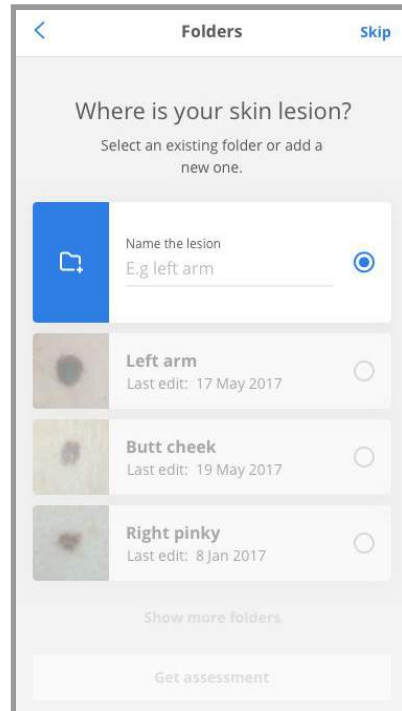 Folders
Skip
Where is your skin lesion?
Select an existing folder or add a
new one.
Name the lesion
E.g left arm
Left arm
Last edit: 17 May 2017
Butt cheek
Last edit: 19 May 2017
Right pinky
Last edit: 8 Jan 2017
Show more folders
Get assessment